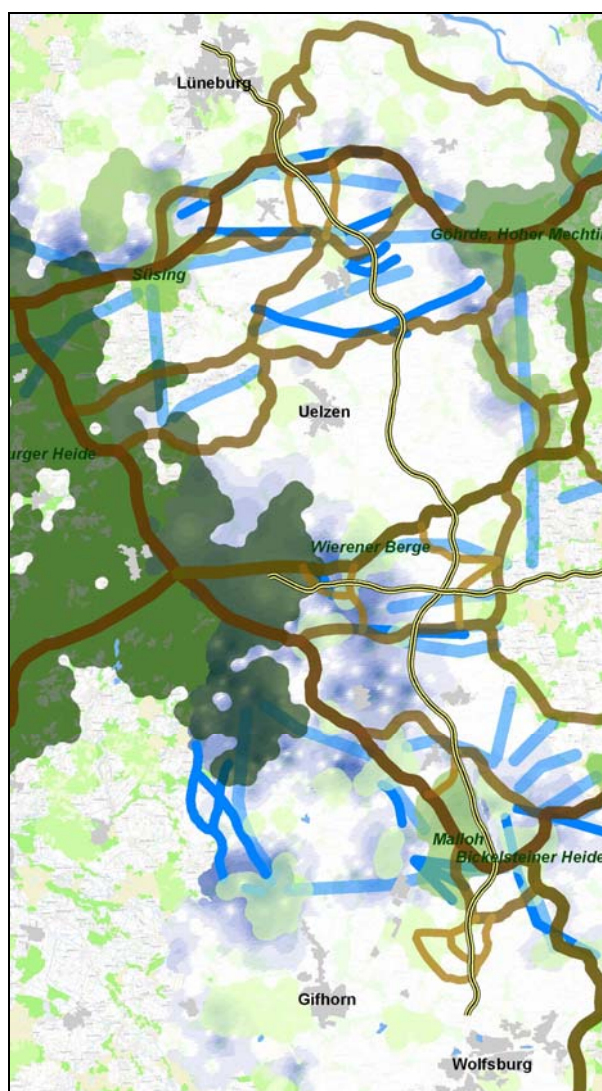 Lüneburg
Göhrde, Hoher Mechtin
Süsing
Uelzen
urger Heide
Wierener Berge
Malloh
Bickelsteiner Heide
Gifhorn
Wolfsburg